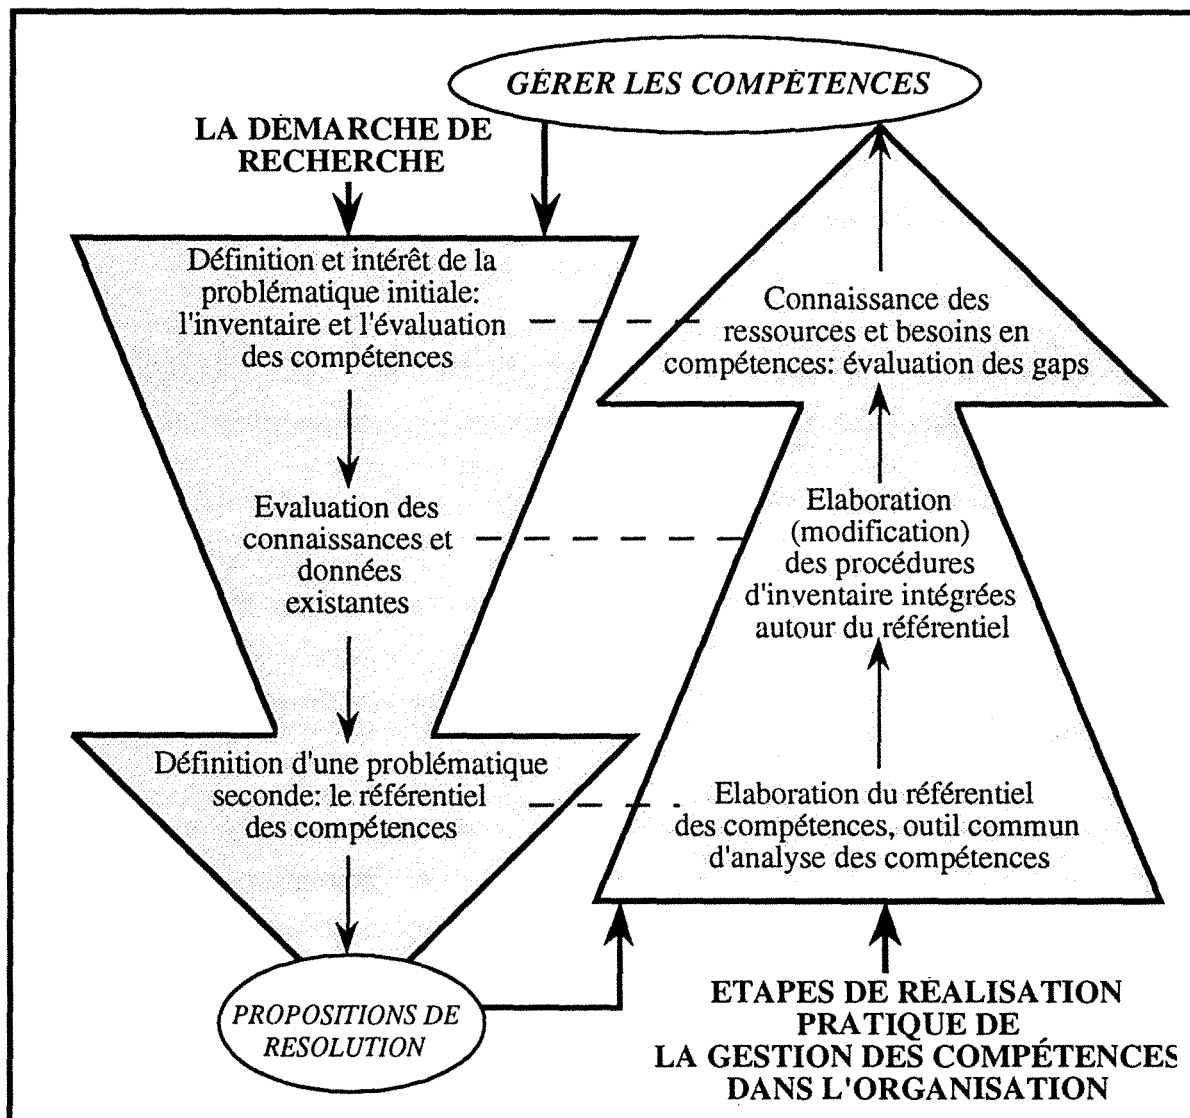 GÉRER LES COMPÉTENCES
LA DÉMARCHE DE
RECHERCHE
Définition et intérêt de la
problématique initiale:
l'inventaire et l'évaluation
des compétences
Evaluation des
connaissances et
données
existantes
Définition d'une problématique
seconde: le référentiel
des compétences
PROPOSITIONS DE
RESOLUTION
Connaissance des
ressources et besoins en
compétences: évaluation des gaps
Elaboration
(modification)
des procédures
d'inventaire intégrées
autour du référentiel
Elaboration du référentiel
des compétences, outil commun
d'analyse des compétences
ETAPES DE RÉALISATION
PRATIQUE DE
LA GESTION DES COMPÉTENCES
DANS L'ORGANISATION